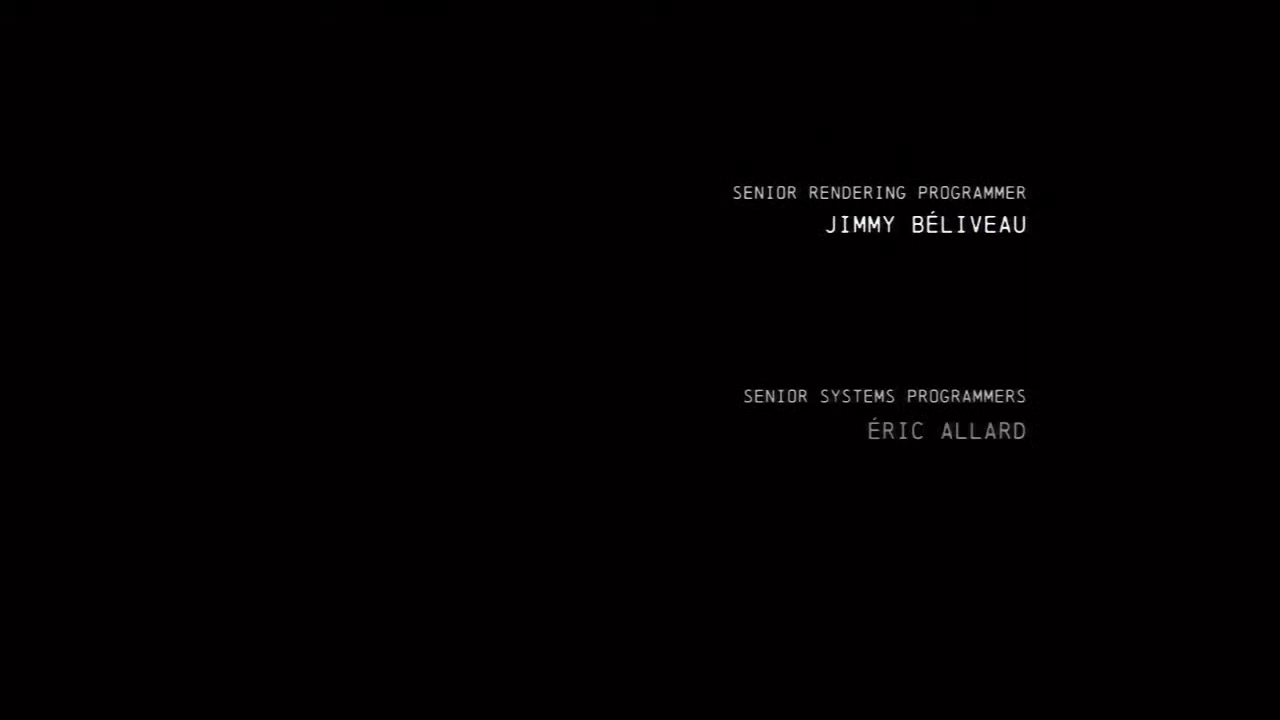 SENIOR RENDERING PROGRAMMER
JIMMY BÉLIVEAU
SENIOR SYSTEMS PROGRAMMERS
ÉRIC ALLARD